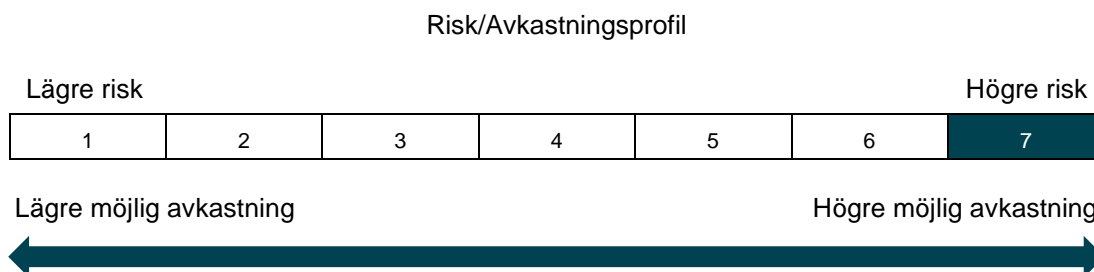 Risk/Avkastningsprofil
Lägre risk Högre risk
1 2 3 4 5 6 7
Lägre möjlig avkastning Högre möjlig avkastning